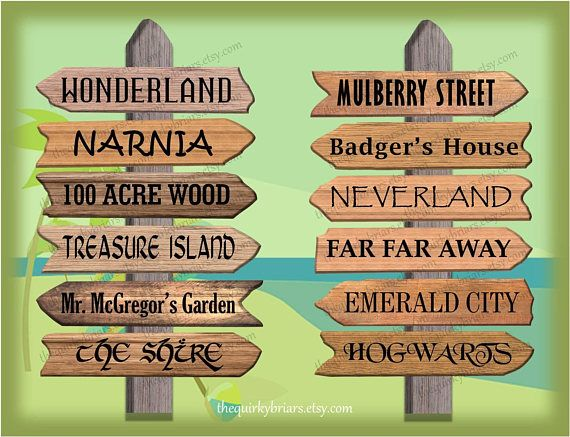 WONDERLAND
NARNIA
100 ACRE WOOD
TREASURE ISLAND
Mr. McGregor's Garden
THE SHIRE
MULBERRY STREET
Badger's House
NEVERLAND
FAR FAR AWAY
EMERALD CITY
HOGWARTS
thequirkybriars.etsy.com